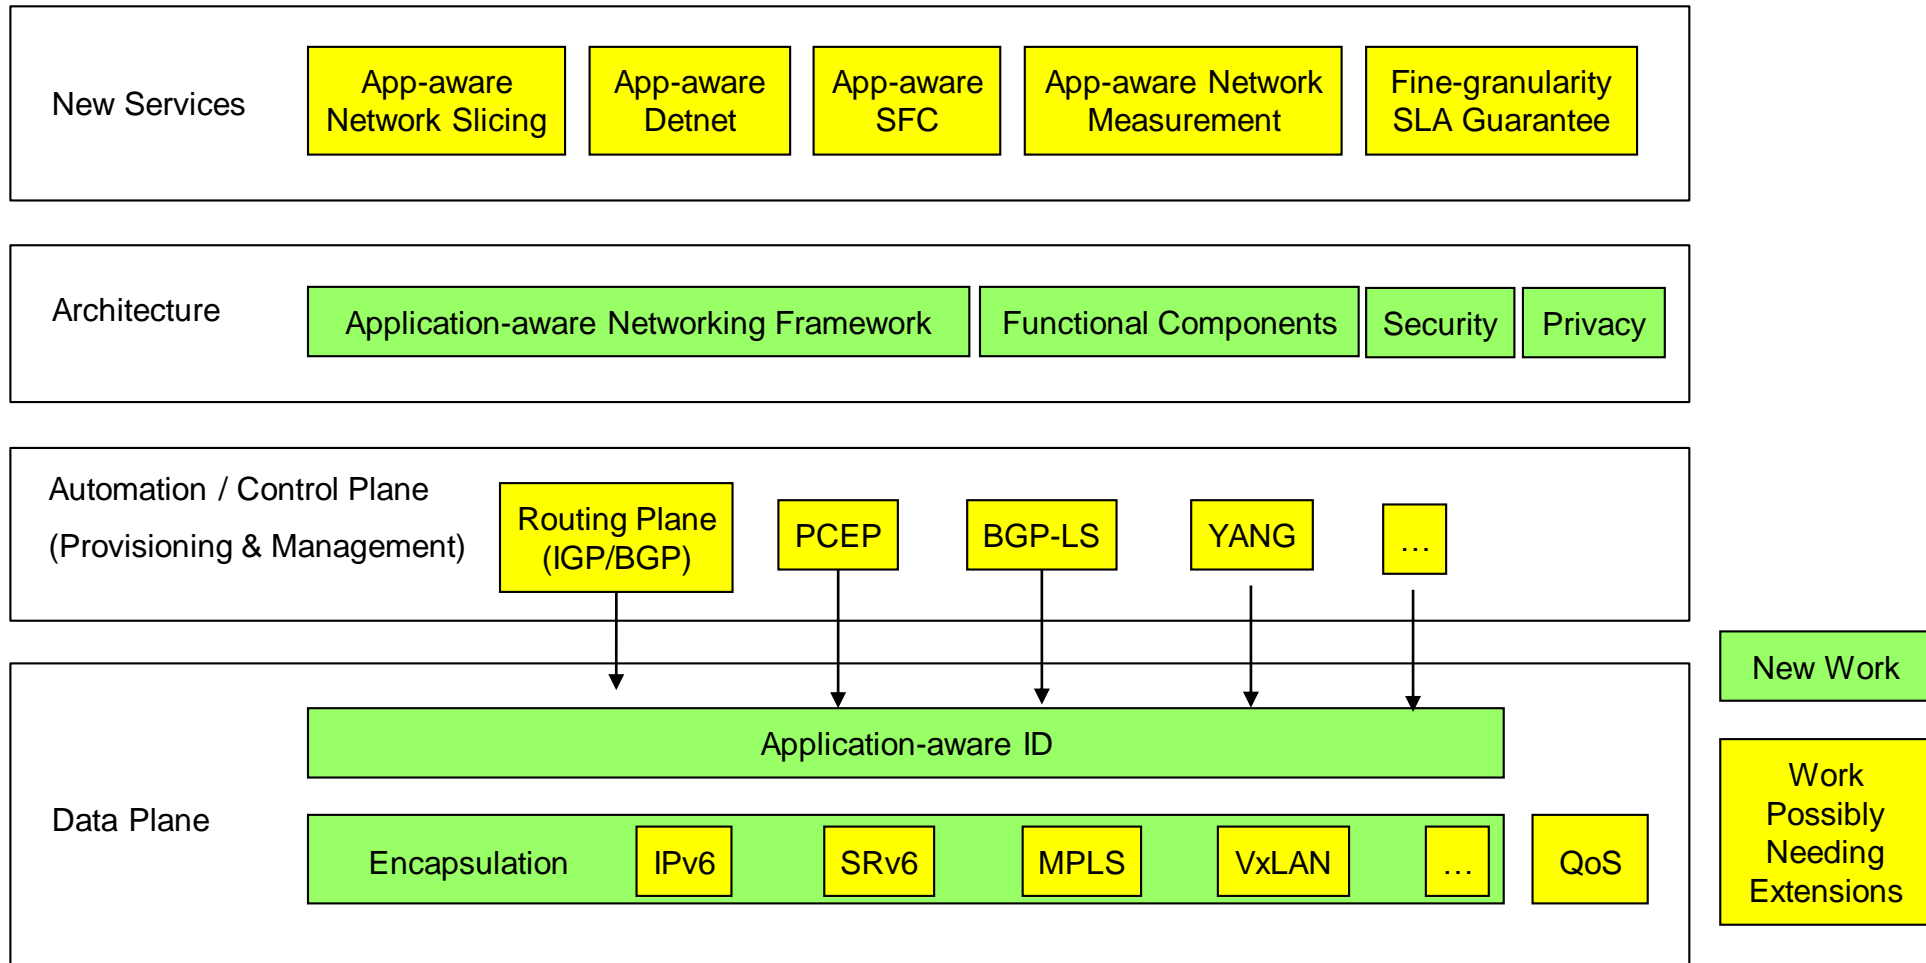 New Services
App-aware
Network Slicing
App-aware
Detnet
App-aware
SFC
App-aware Network
Measurement
Fine-granularity
SLA Guarantee
Architecture
Application-aware Networking Framework
Functional Components
Security
Privacy
Automation / Control Plane
(Provisioning & Management)
Routing Plane
(IGP/BGP)
PCEP
BGP-LS
YANG
…
New Work
Application-aware ID
Work
Possibly
Needing
Extensions
Data Plane
Encapsulation
IPv6
SRv6
MPLS
VxLAN
…
QoS